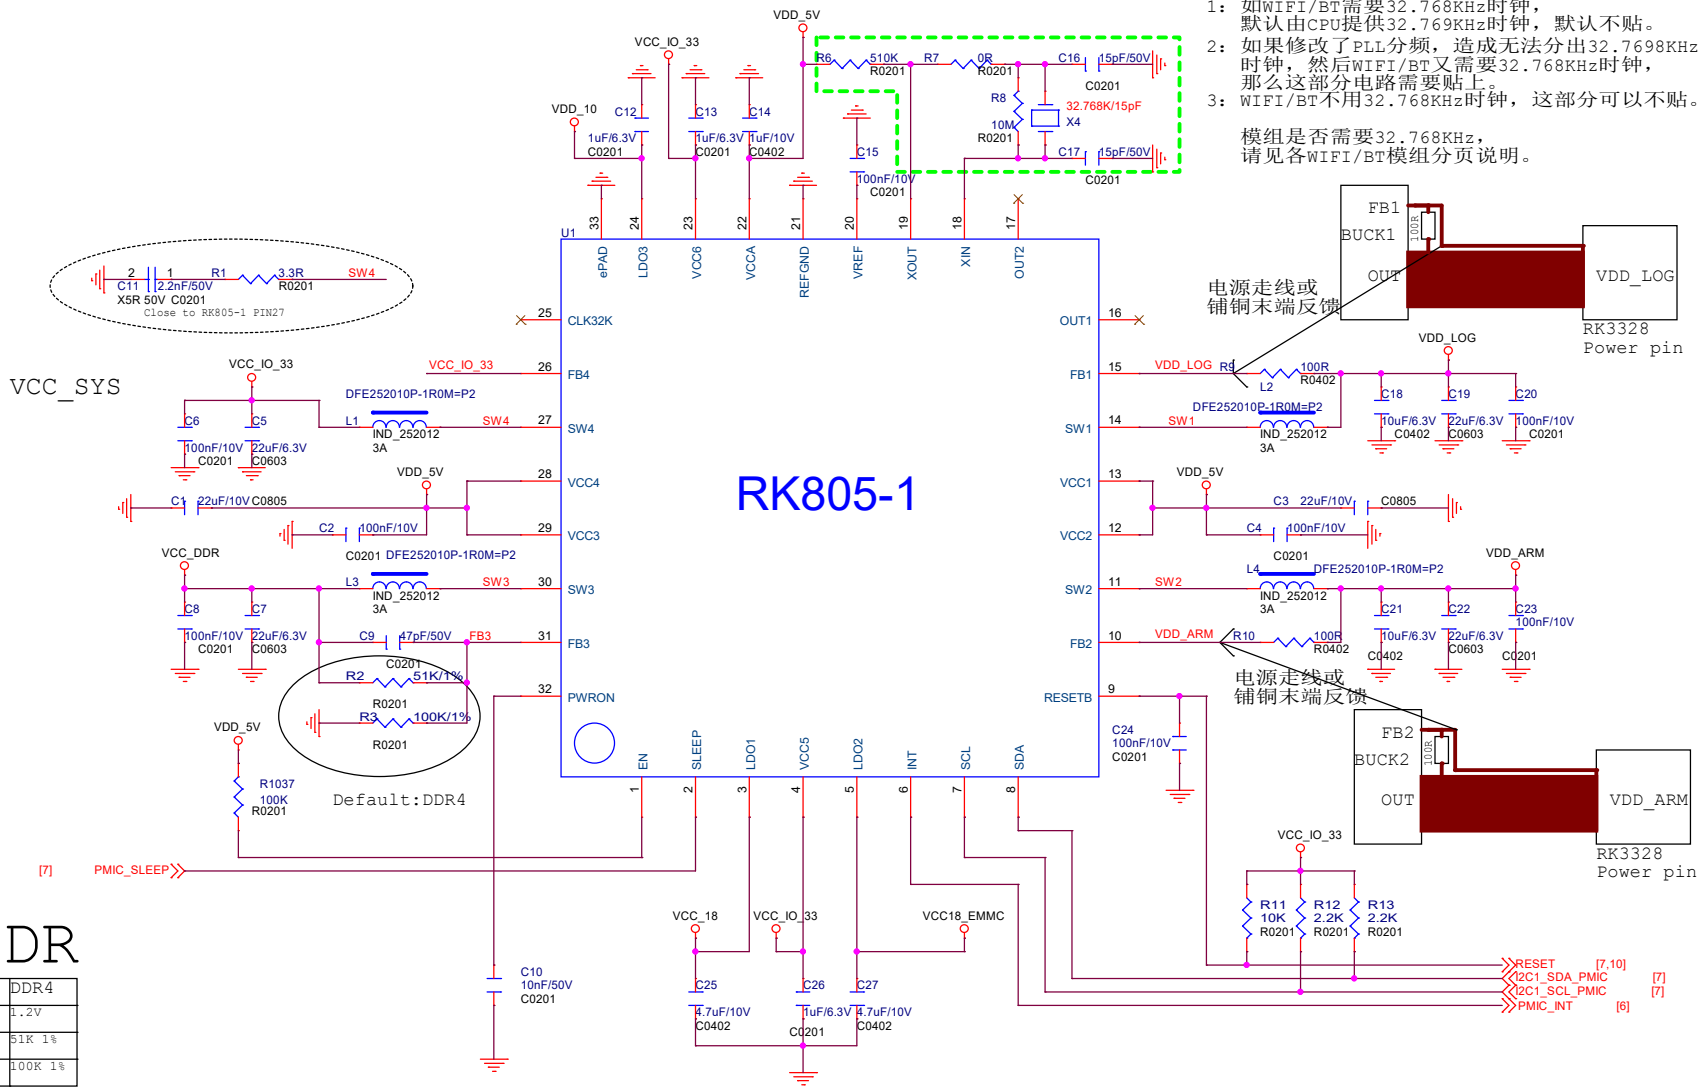 1：如WIFI/BT需要32.768KHz时钟，
默认由CPU提供32.769KHz时钟，默认不贴。
2：如果修改了PLL分频，造成无法分出32.7698KHz
时钟，然后WIFI/BT又需要32.768KHz时钟，
那么这部分电路需要贴上。
3：WIFI/BT不用32.768KHz时钟，这部分可以不贴。
模组是否需要32.768KHz，
请见各WIFI/BT模组分页说明。
VDD_5V
VCC_IO_33
VDD_10
C12
1uF/6.3V
C0201
C13
1uF/6.3V
C0201
C14
1uF/10V
C0402
R6
510K
R0201
R7
0R
R0201
C16
15pF/50V
C0201
R8
10M
R0201
32.768K/15pF
X4
C17
15pF/50V
C0201
C15
100nF/10V
C0201
33
24
23
22
21
20
19
18
17
U1
ePAD
LDO3
VCC6
VCCA
REFGND
VREF
XOUT
XIN
OUT2
2
1
C11
2.2nF/50V
X5R 50V C0201
R1
3.3R
R0201
SW4
Close to RK805-1 PIN27
FB1
BUCK1
100R
OUT
VDD_LOG
RK3328
Power pin
电源走线或
铺铜末端反馈
25
CLK32K
OUT1
16
VCC_SYS
VCC_IO_33
VCC_IO_33
26
FB4
FB1
15
VDD_LOG
R9
100R
R0402
VDD_LOG
C6
100nF/10V
C0201
C5
22uF/6.3V
C0603
DFE252010P-1R0M=P2
L1
IND_252012
3A
SW4
27
SW4
SW1
14
SW1
L2
DFE252010P-1R0M=P2
IND_252012
3A
C18
10uF/6.3V
C0402
C19
22uF/6.3V
C0603
C20
100nF/10V
C0201
RK805-1
VDD_5V
28
VCC4
VCC1
13
VDD_5V
C1
22uF/10V
C0805
C3
22uF/10V
C0805
C2
100nF/10V
C0201
29
VCC3
VCC2
12
C4
100nF/10V
C0201
VCC_DDR
DFE252010P-1R0M=P2
L3
IND_252012
3A
SW3
30
SW3
SW2
11
SW2
L4
DFE252010P-1R0M=P2
IND_252012
3A
VDD_ARM
C8
100nF/10V
C0201
C7
22uF/6.3V
C0603
C21
10uF/6.3V
C0402
C22
22uF/6.3V
C0603
C23
100nF/10V
C0201
C9
47pF/50V
C0201
FB3
31
FB3
FB2
10
VDD_ARM
R10
100R
R0402
R2
51K/1%
R0201
R3
100K/1%
R0201
Default:DDR4
32
PWRON
RESETB
9
电源走线或
铺铜末端反馈
FB2
BUCK2
100R
OUT
VDD_ARM
RK3328
Power pin
VDD_5V
R1037
100K
R0201
C24
100nF/10V
C0201
EN
SLEEP
LDO1
VCC5
LDO2
INT
SCL
SDA
1
2
3
4
5
6
7
8
[7]
PMIC_SLEEP
VCC_18
VCC_IO_33
VCC18_EMMC
VCC_IO_33
R11
10K
R0201
R12
2.2K
R0201
R13
2.2K
R0201
C10
10nF/50V
C0201
C25
4.7uF/10V
C0402
C26
1uF/6.3V
C0201
C27
4.7uF/10V
C0402
RESET
[7,10]
I2C1_SDA_PMIC
[7]
I2C1_SCL_PMIC
[7]
PMIC_INT
[6]
DR
DDR4
1.2V
51K 1%
100K 1%